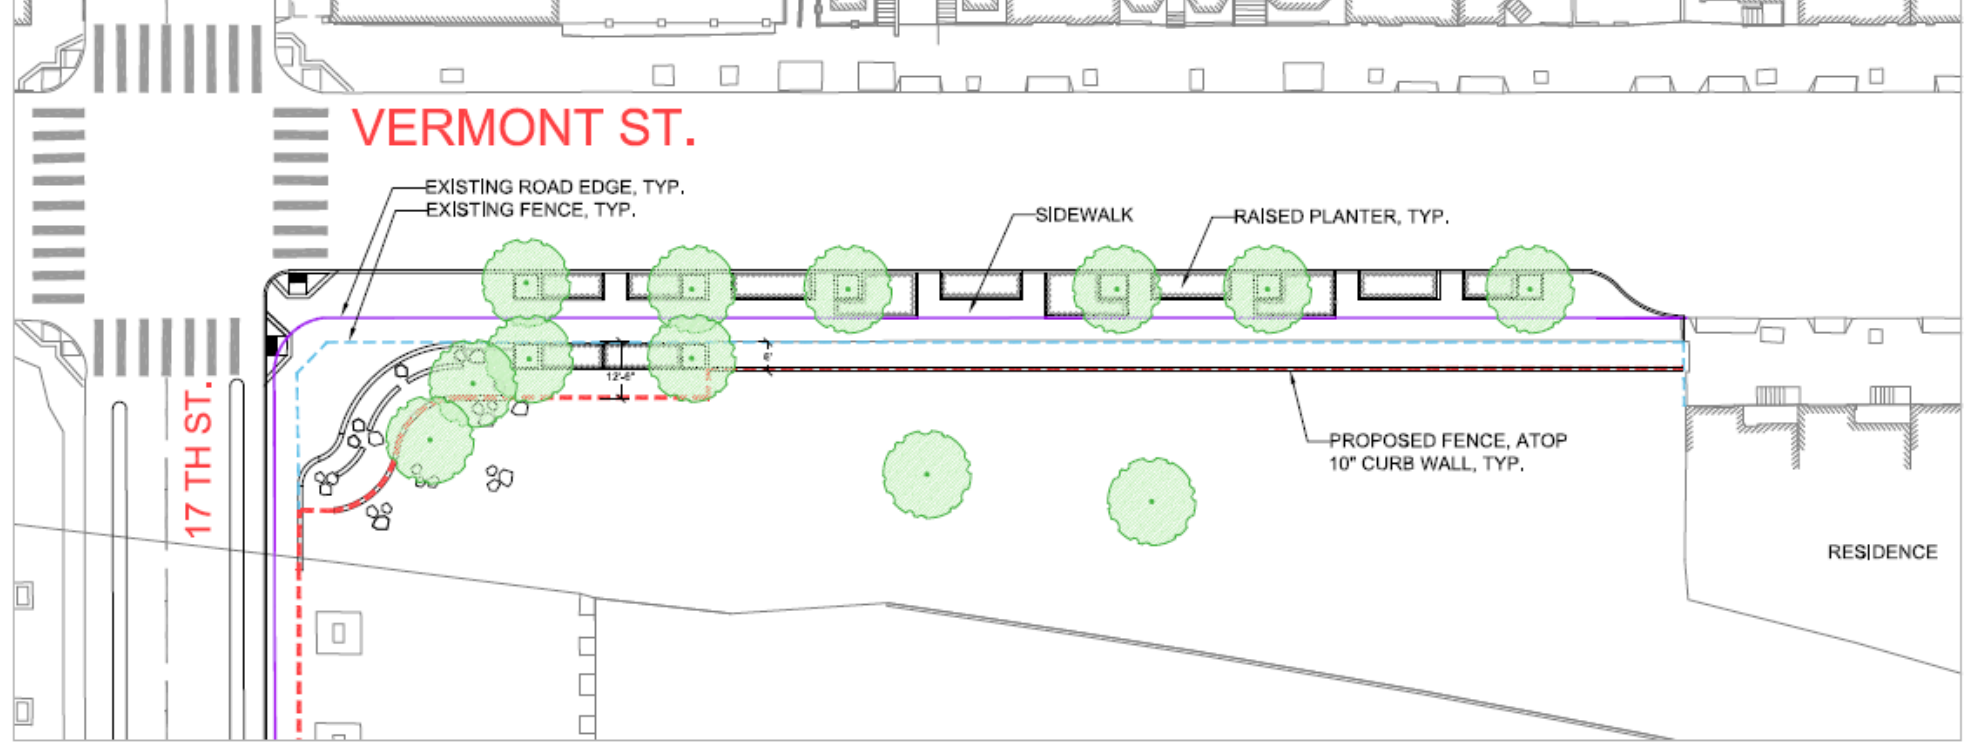 VERMONT ST.
EXISTING ROAD EDGE, TYP.
EXISTING FENCE, TYP.
SIDEWALK
RAISED PLANTER, TYP.
6'
12'-6"
17 TH ST.
PROPOSED FENCE, ATOP
10" CURB WALL, TYP.
RESIDENCE